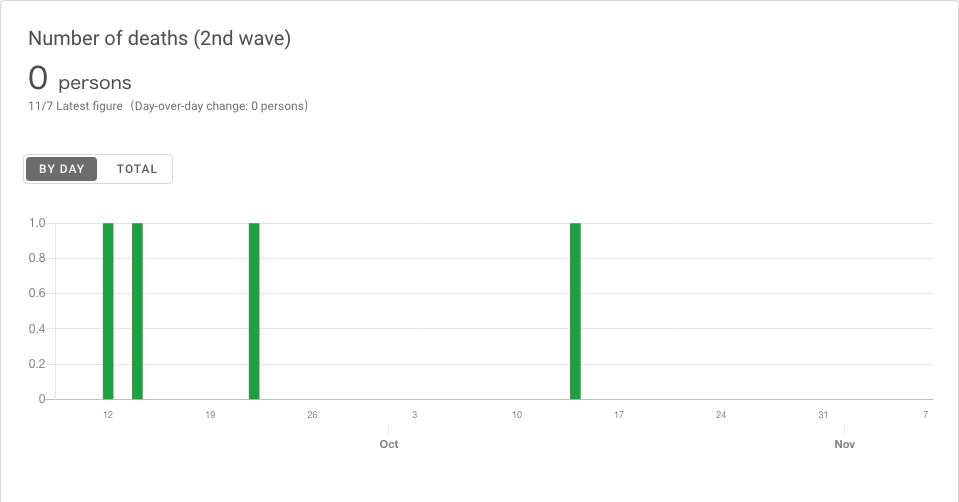 Number of deaths (2nd wave)
0 persons
11/7 Latest figure（Day-over-day change: 0 persons）
BY DAY TOTAL
1.0
0.8
0.6
0.4
0.2
0
12 19 26 3 10 17 24 31 7
Oct Nov